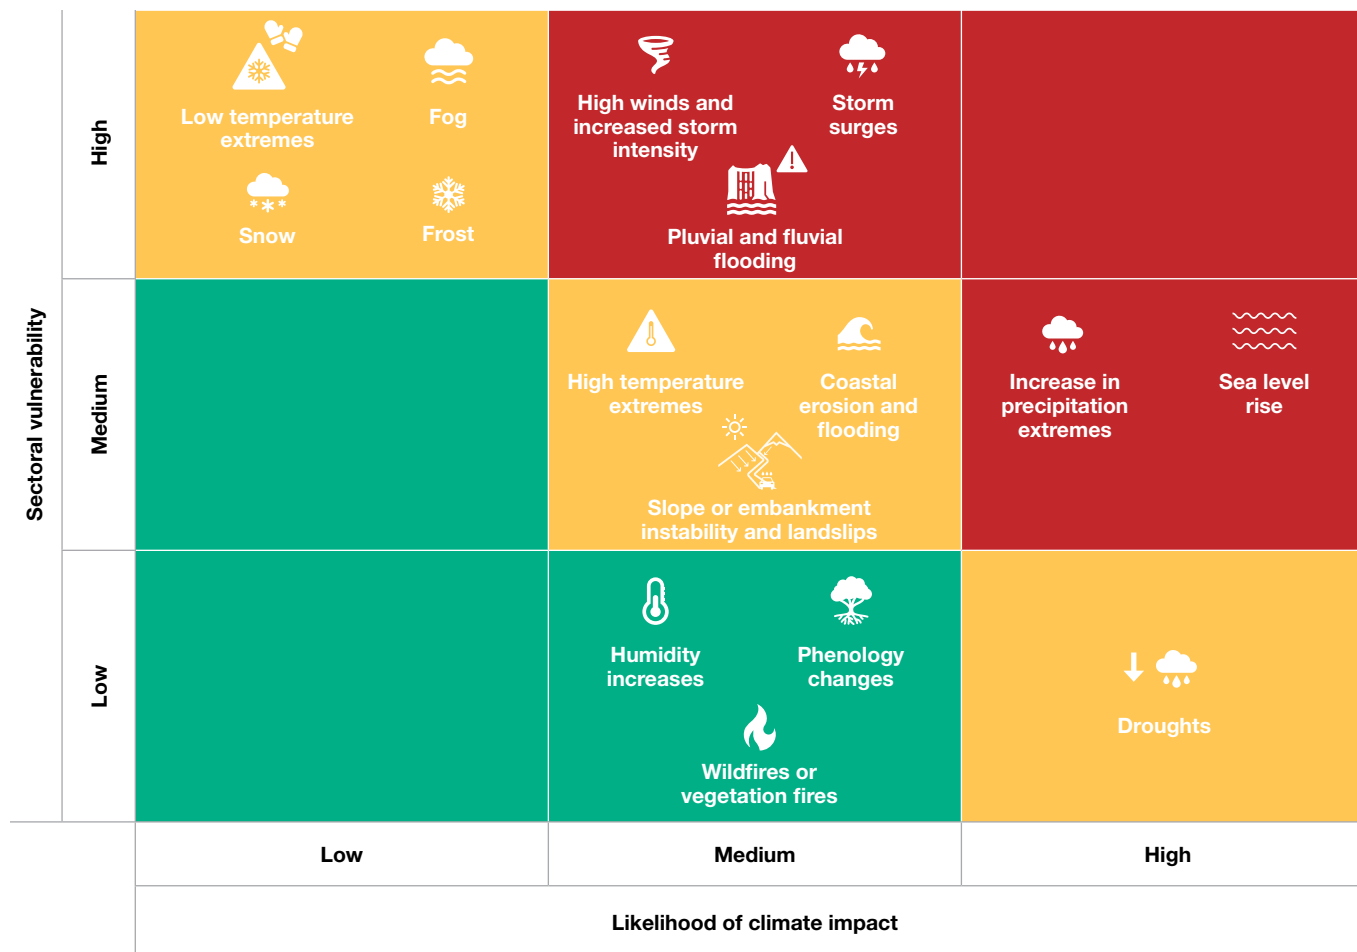 Sectoral vulnerability
High
Low temperature
extremes
Fog
Snow
Frost
High winds and
increased storm
intensity
Storm
surges
Pluvial and fluvial
flooding
Medium
High temperature
extremes
Coastal
erosion and
flooding
Slope or embankment
instability and landslips
Increase in
precipitation
extremes
Sea level
rise
Low
Humidity
increases
Phenology
changes
Wildfires or
vegetation fires
Droughts
Low
Medium
High
Likelihood of climate impact